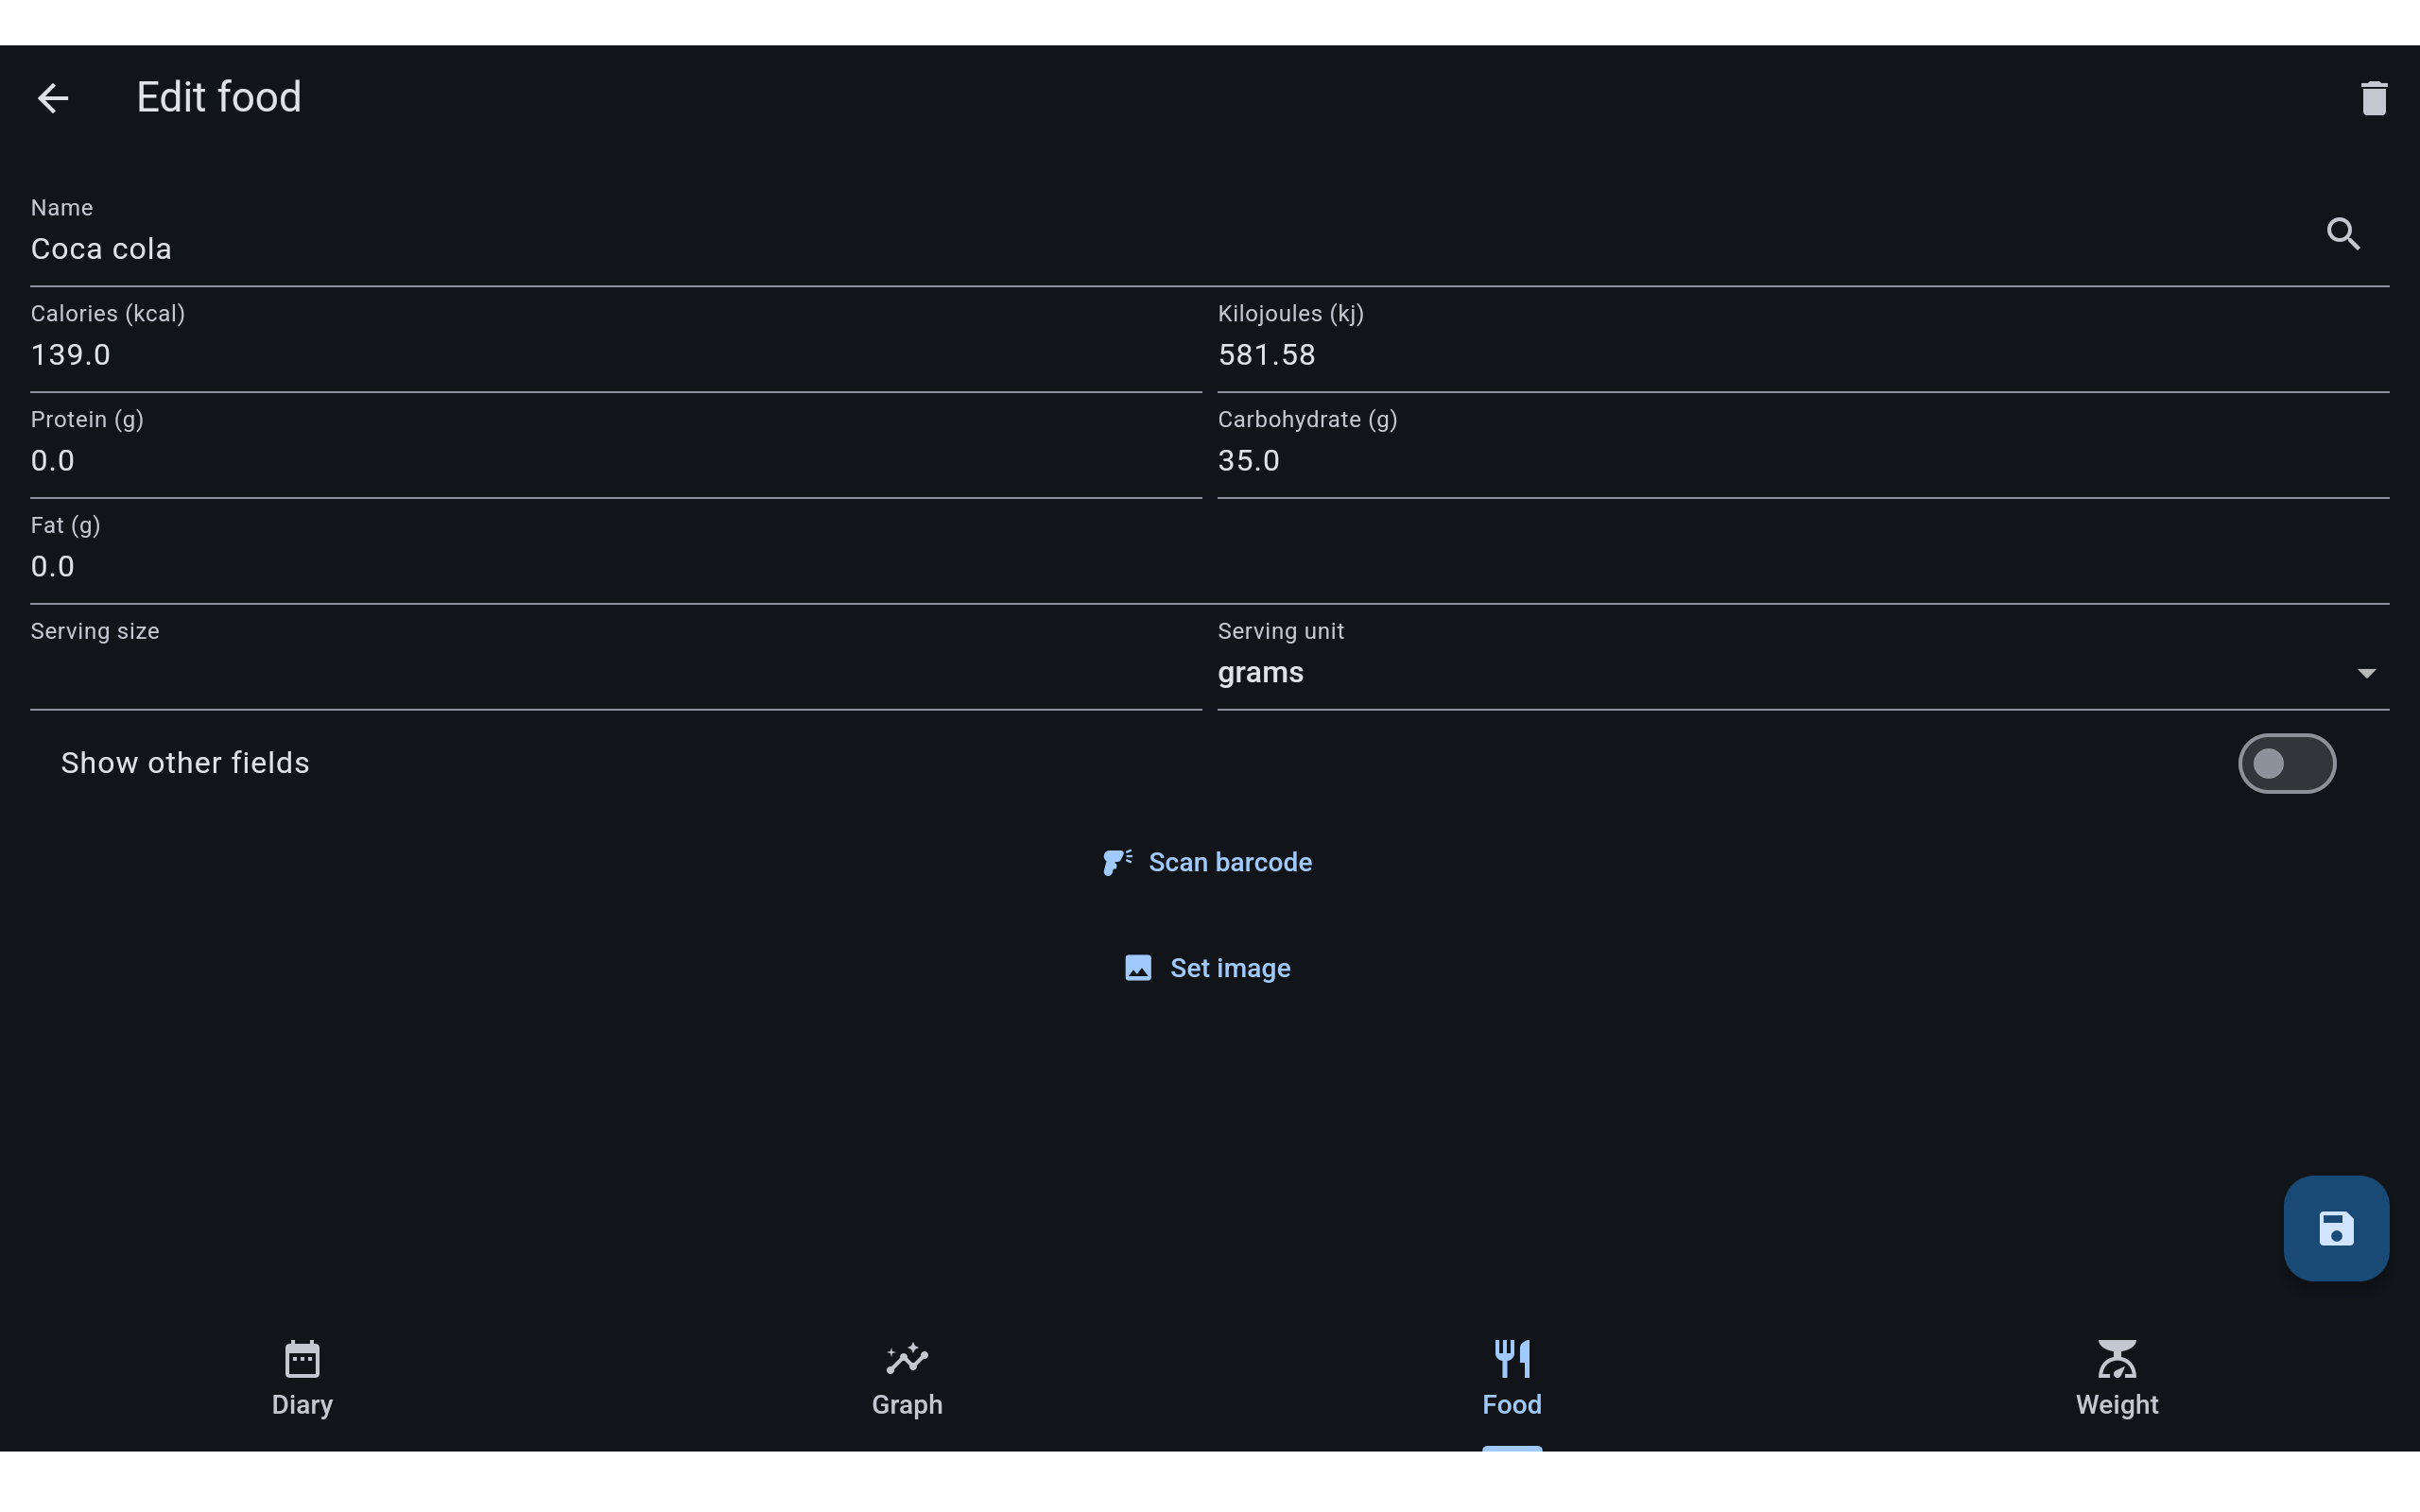 Edit food
Name
Coca cola
Calories (kcal)
139.0
Kilojoules (kj)
581.58
Protein (g)
0.0
Carbohydrate (g)
35.0
Fat (g)
0.0
Serving size
Serving unit
grams
Show other fields
Scan barcode
Set image
Diary
Graph
Food
Weight